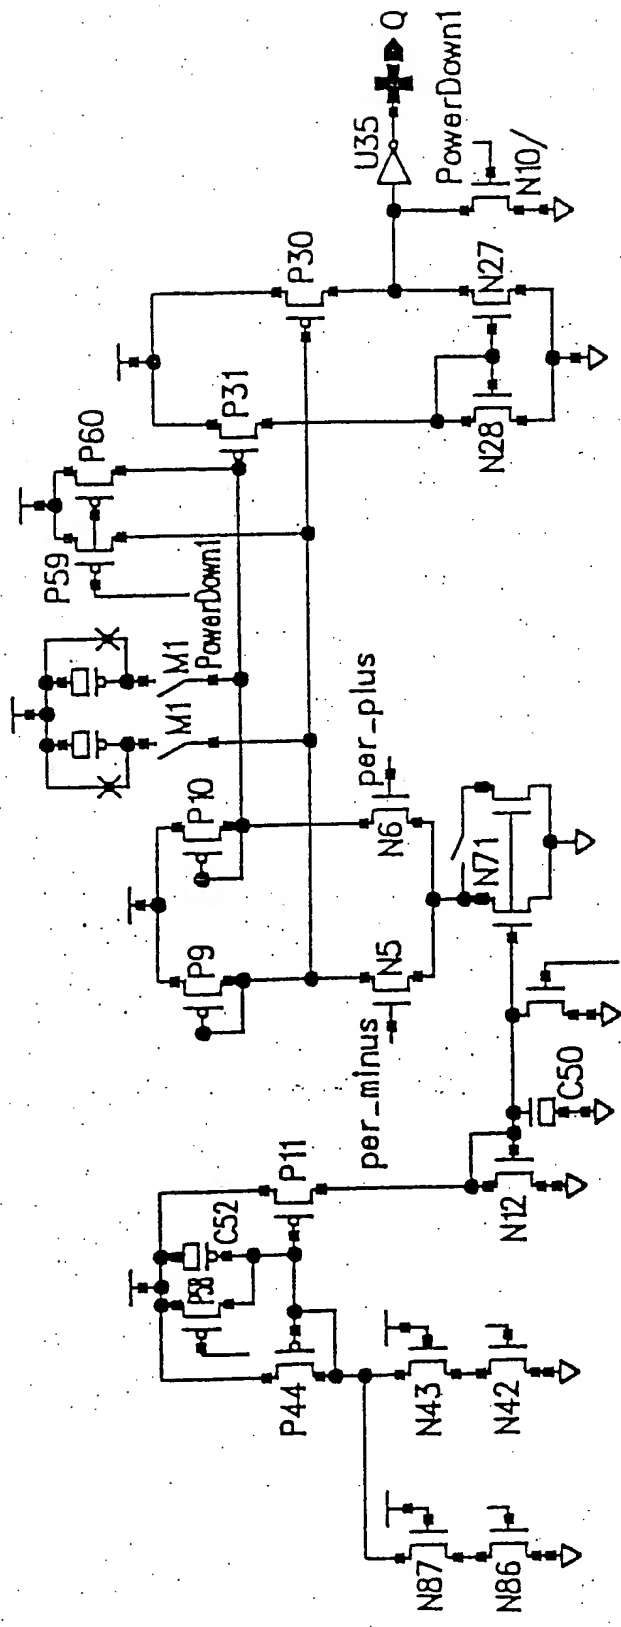 Q
U35
PowerDown1
N10/
P30
N27
P31
N28
P60
P59
PowerDown1
M1
M1
P10
per_plus
N6
N71
P9
N5
per_minus
C50
P11
C52
P58
N12
P44
N43
N42
N87
N86